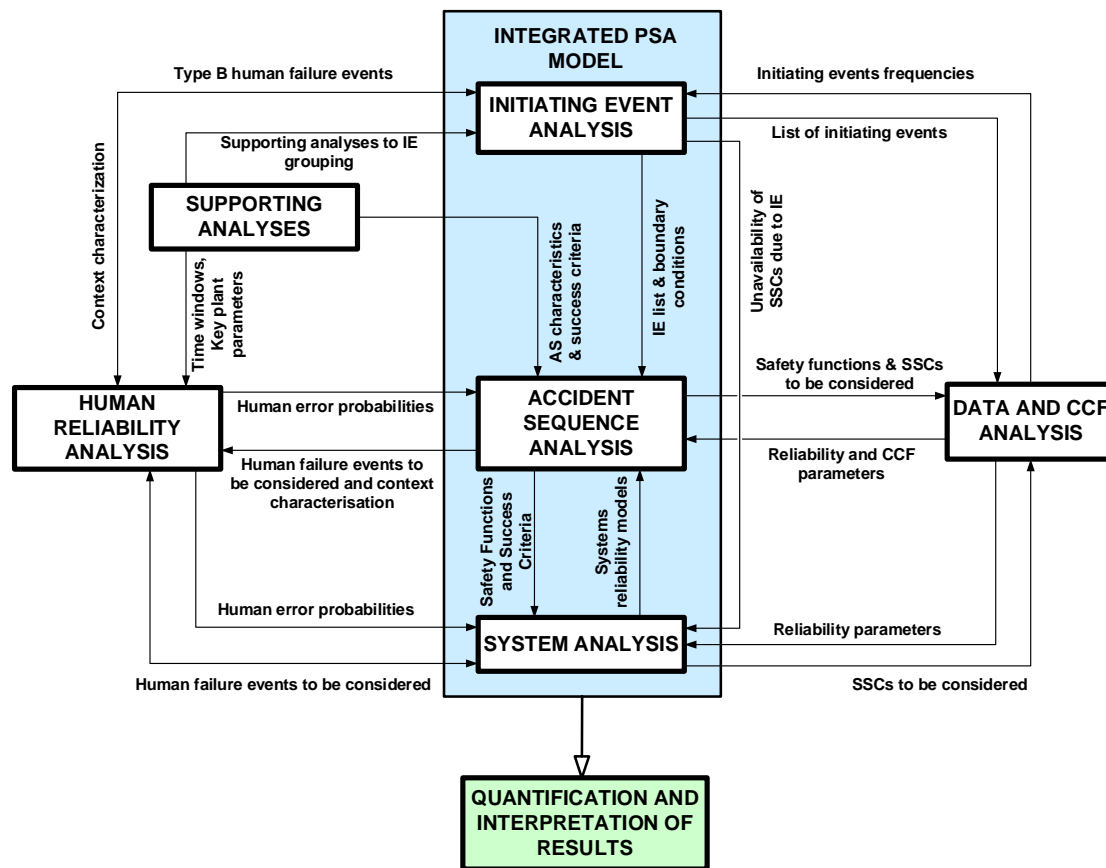 INTEGRATED PSA
MODEL
Type B human failure events
Initiating events frequencies
INITIATING EVENT
ANALYSIS
List of initiating events
Supporting analyses to IE
grouping
Context characterization
SUPPORTING
ANALYSES
Time windows,
Key plant
parameters
AS characteristics
& success criteria
IE list & boundary
conditions
Unavailability of
SSCs due to IE
Safety functions & SSCs
to be considered
HUMAN
RELIABILITY
ANALYSIS
Human error probabilities
ACCIDENT
SEQUENCE
ANALYSIS
DATA AND CCF
ANALYSIS
Human failure events to
be considered and context
characterisation
Reliability and CCF
parameters
Safety Functions
and Success
Criteria
Systems
reliability models
Human error probabilities
Reliability parameters
SYSTEM ANALYSIS
Human failure events to be considered
SSCs to be considered
QUANTIFICATION AND
INTERPRETATION OF
RESULTS